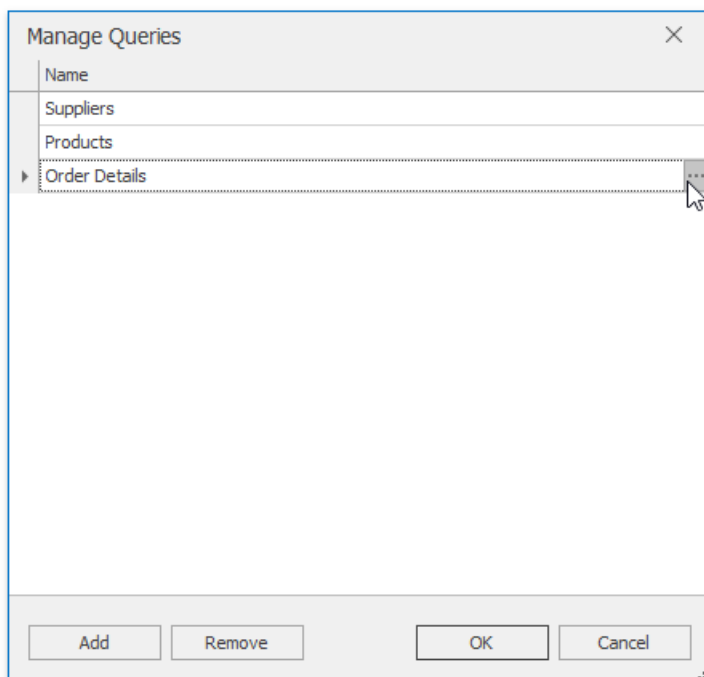 Manage Queries
Name
Suppliers
Products
Order Details
...
Add Remove OK Cancel